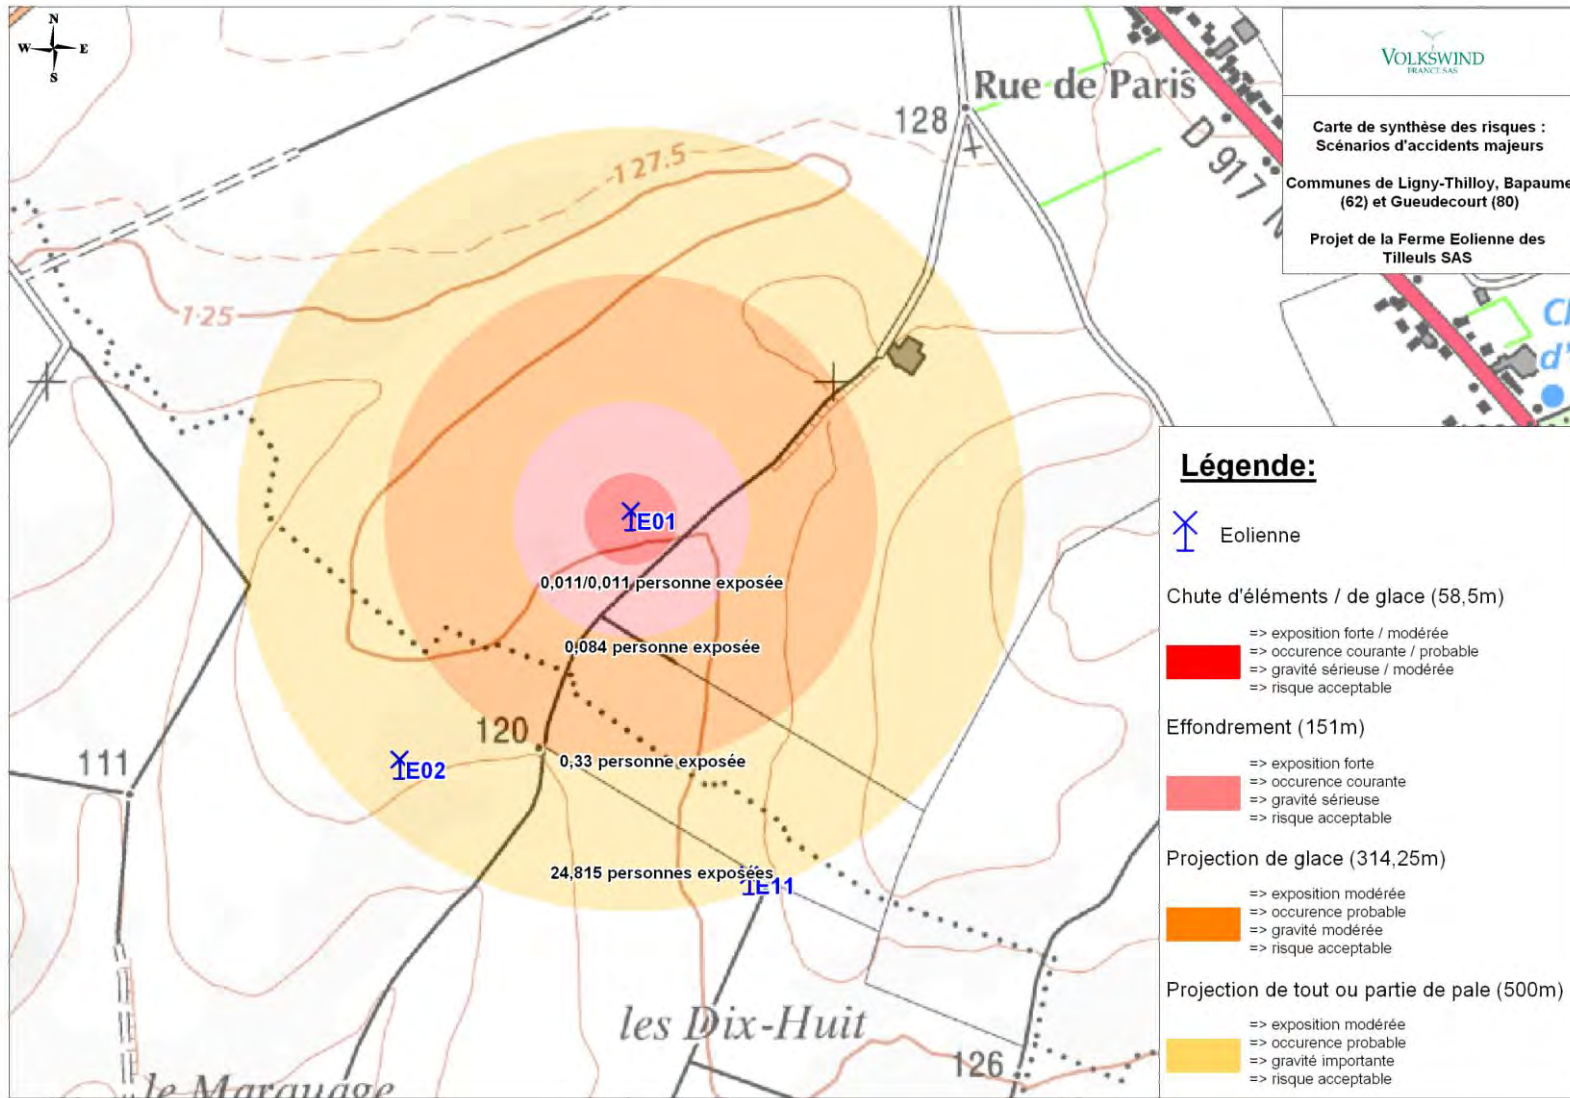 N
W E
S
VOLKSWIND
FRANCE SAS
Carte de synthèse des risques :
Scénarios d'accidents majeurs
Communes de Ligny-Thilloy, Bapaume
(62) et Gueudecourt (80)
Projet de la Ferme Eolienne des
Tilleuls SAS
Rue de Paris
128
D 917
127.5
125
E01
0,011/0,011 personne exposée
0,084 personne exposée
120
0,33 personne exposée
E02
111
24,815 personnes exposées
E11
les Dix-Huit
126
le Marquage
Légende:
Eolienne
Chute d'éléments / de glace (58,5m)
=> exposition forte / modérée
=> occurence courante / probable
=> gravité sérieuse / modérée
=> risque acceptable
Effondrement (151m)
=> exposition forte
=> occurence courante
=> gravité sérieuse
=> risque acceptable
Projection de glace (314,25m)
=> exposition modérée
=> occurence probable
=> gravité modérée
=> risque acceptable
Projection de tout ou partie de pale (500m)
=> exposition modérée
=> occurence probable
=> gravité importante
=> risque acceptable